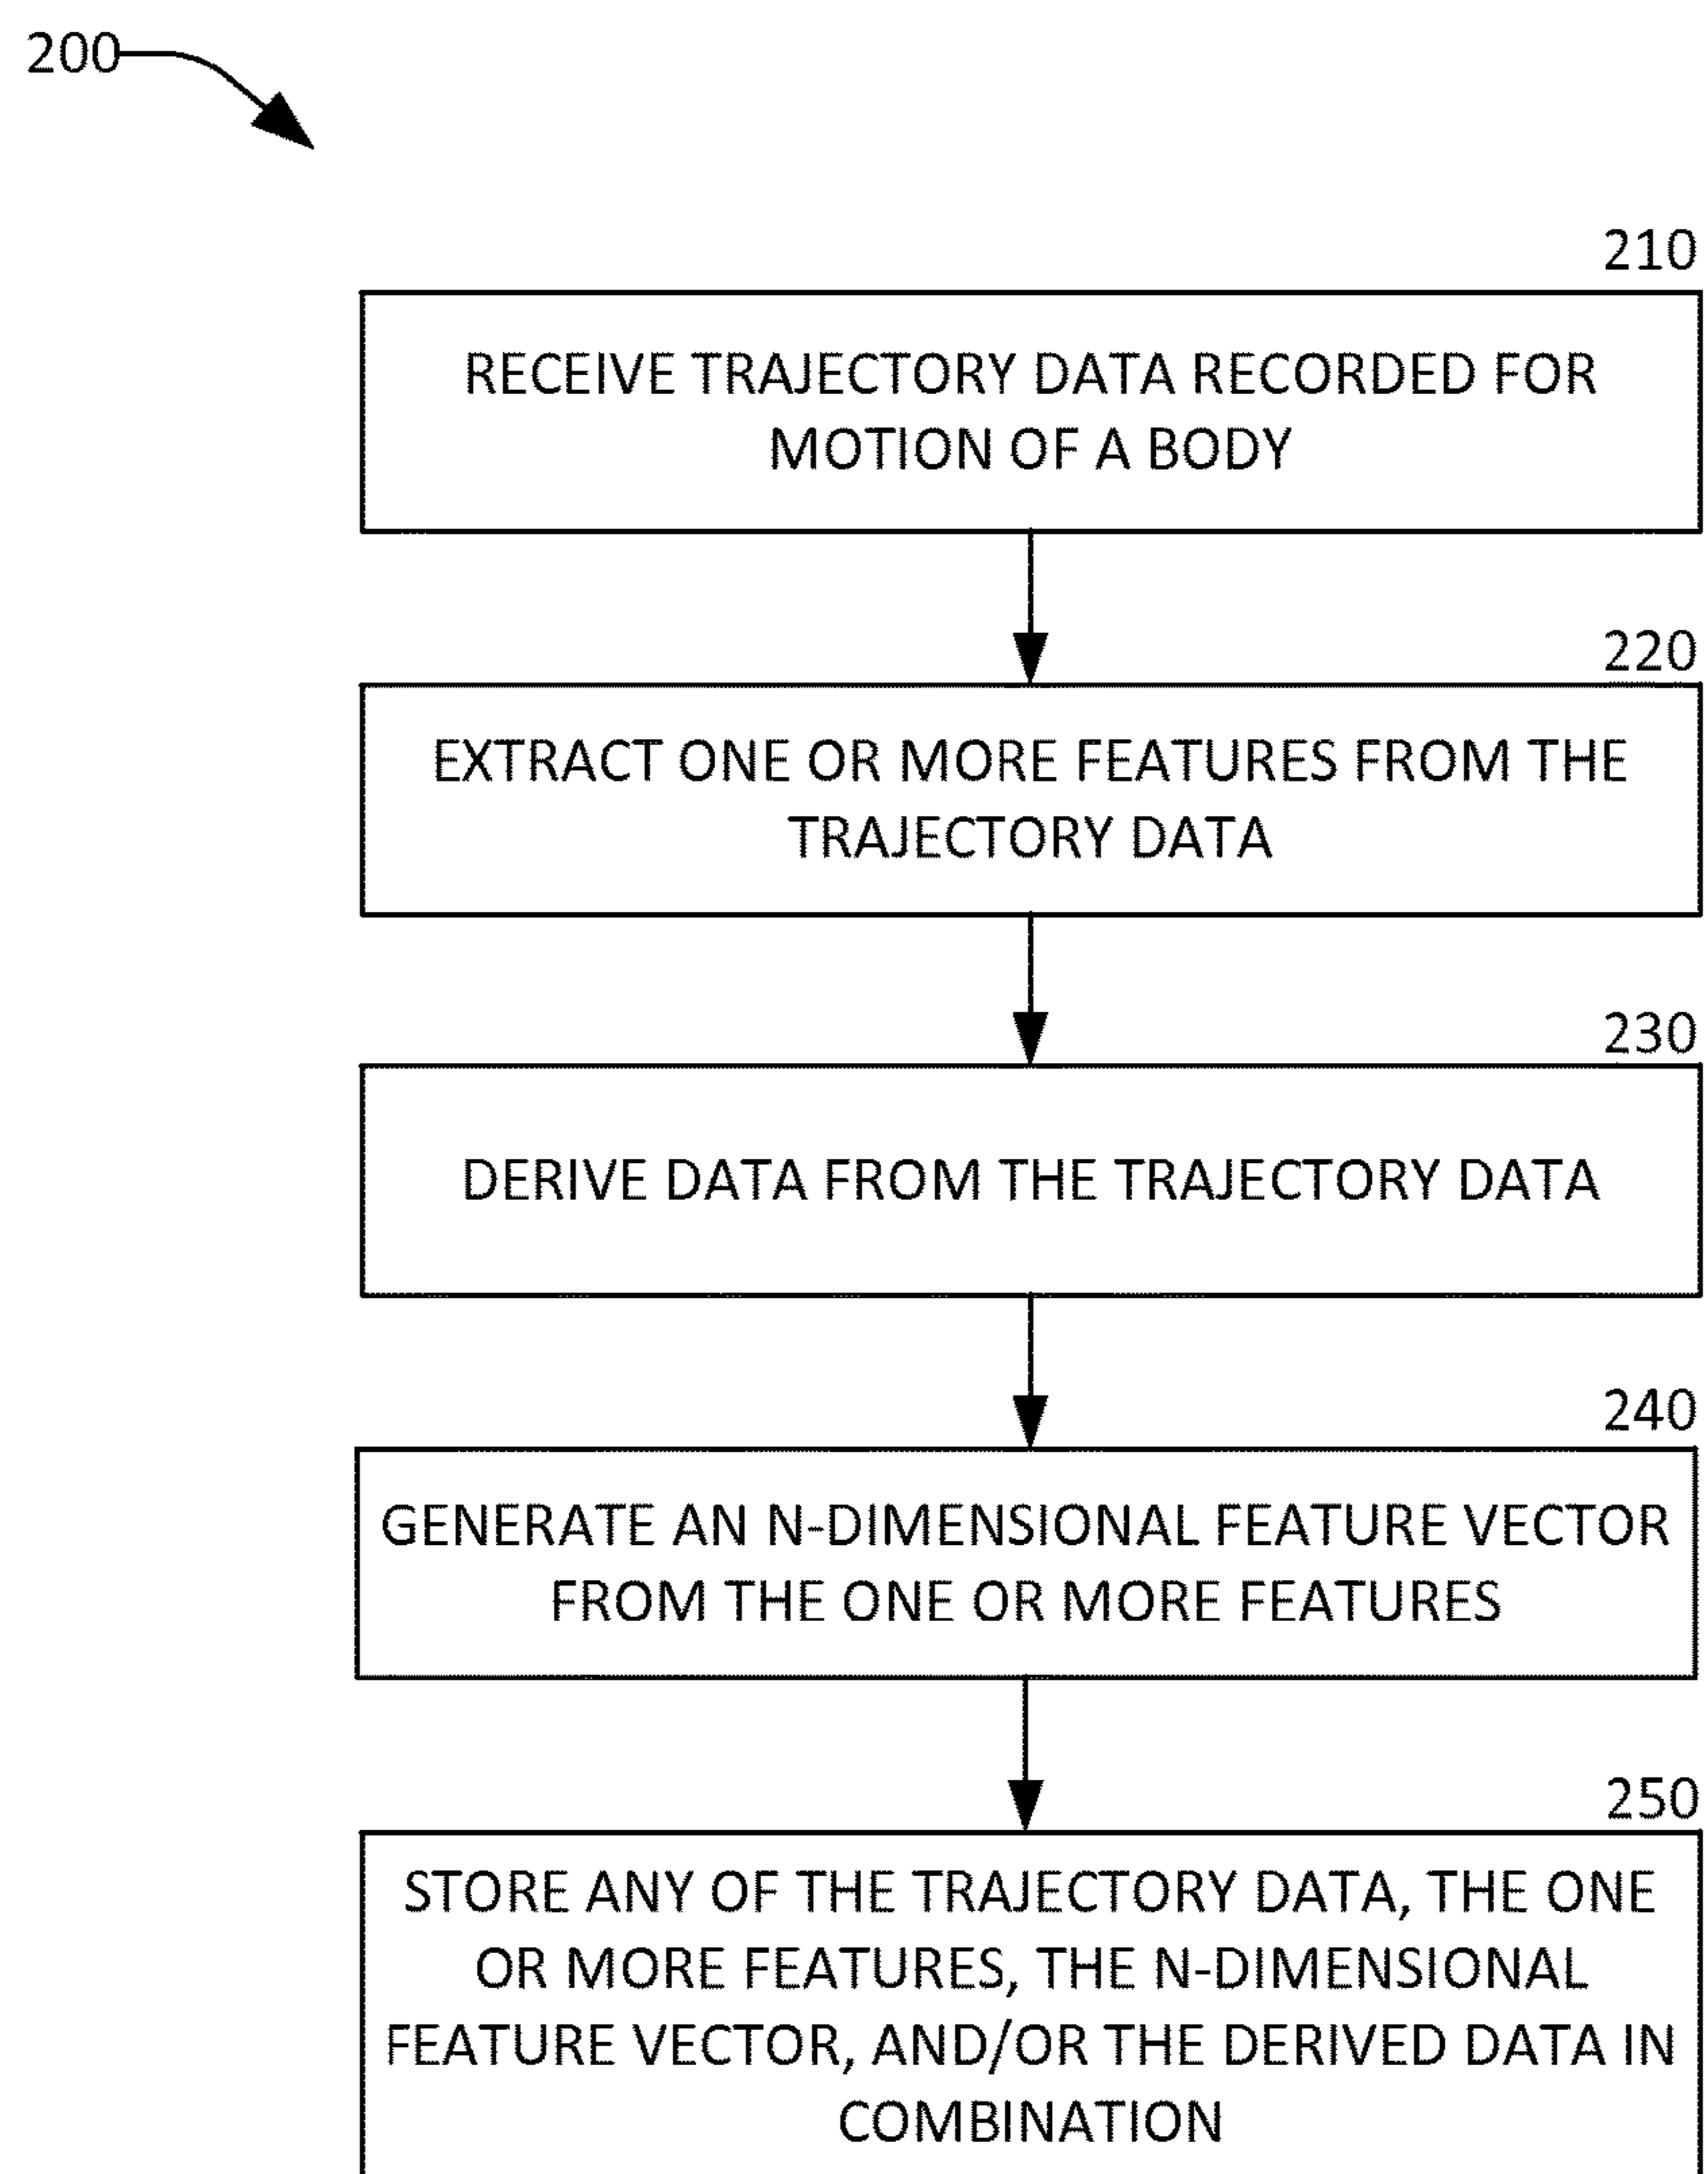 200
210
RECEIVE TRAJECTORY DATA RECORDED FOR
MOTION OF A BODY
220
EXTRACT ONE OR MORE FEATURES FROM THE
TRAJECTORY DATA
230
DERIVE DATA FROM THE TRAJECTORY DATA
240
GENERATE AN N-DIMENSIONAL FEATURE VECTOR
FROM THE ONE OR MORE FEATURES
250
STORE ANY OF THE TRAJECTORY DATA, THE ONE
OR MORE FEATURES, THE N-DIMENSIONAL
FEATURE VECTOR, AND/OR THE DERIVED DATA IN
COMBINATION